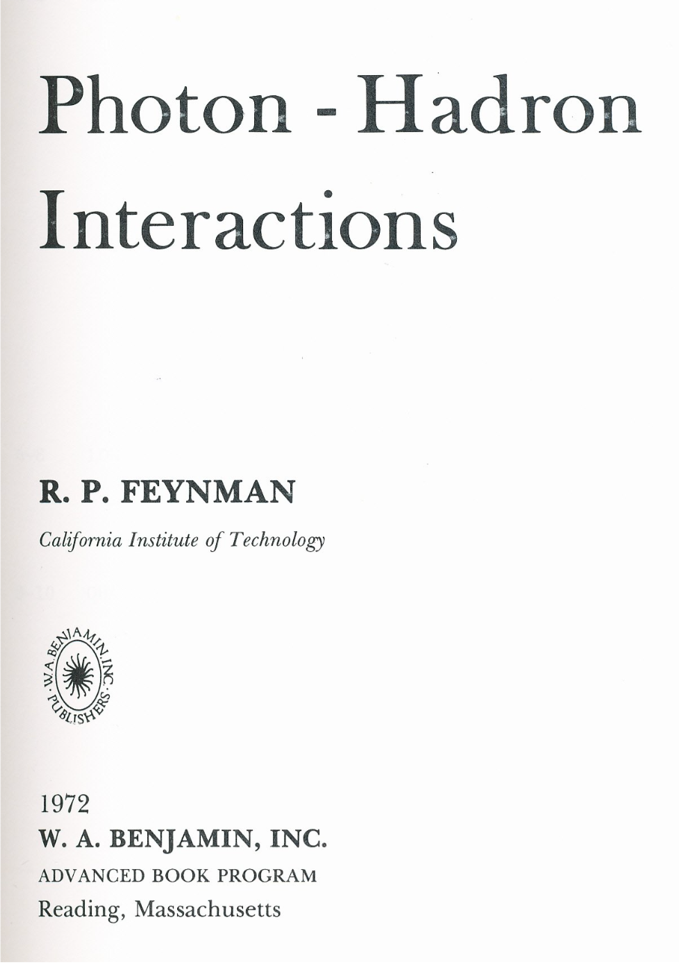 Photon - Hadron
Interactions
R. P. FEYNMAN
California Institute of Technology
· W. A. BENJAMIN, INC. ·
PUBLISHERS
1972
W. A. BENJAMIN, INC.
ADVANCED BOOK PROGRAM
Reading, Massachusetts